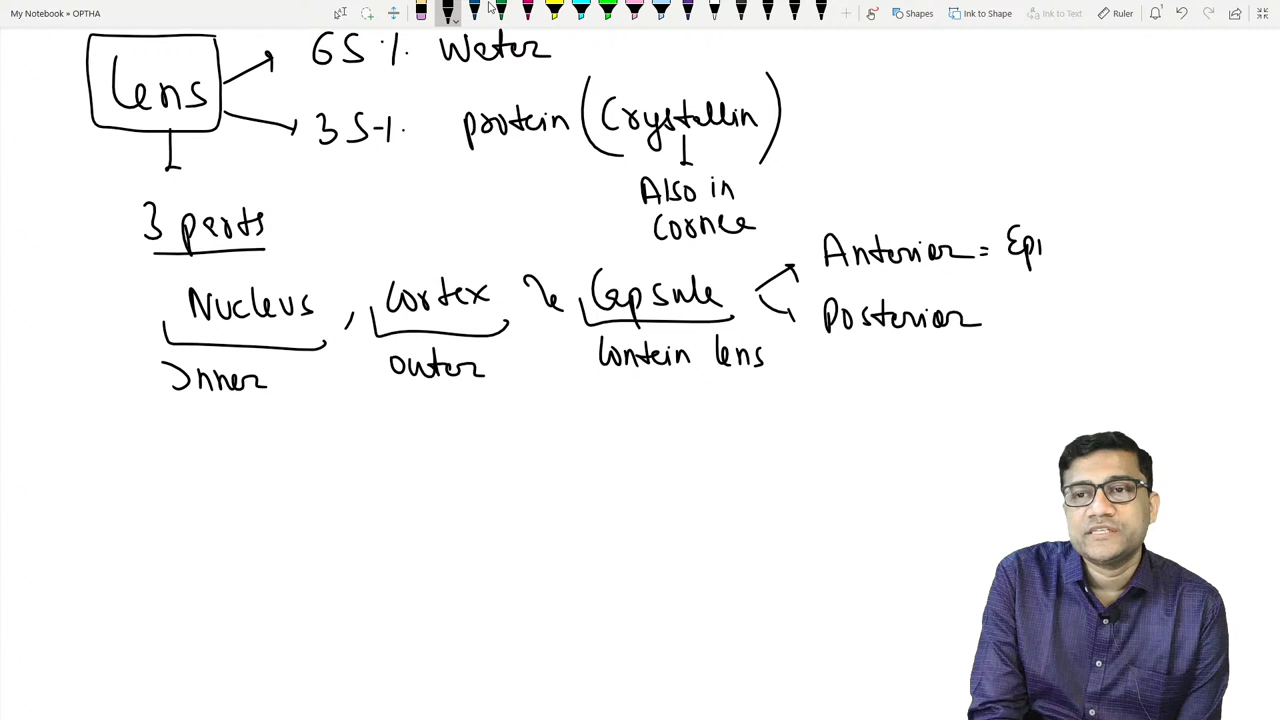 My Notebook » OPTHA
Shapes
Ink to Shape
Ink to Text
Ruler
lens
65 % Water
35 % protein (Crystallin)
Also in
cornea
3 parts
Nucleus, Cortex & Capsule
Anterior = Epi
Posterior
Inner
outer
Contain lens